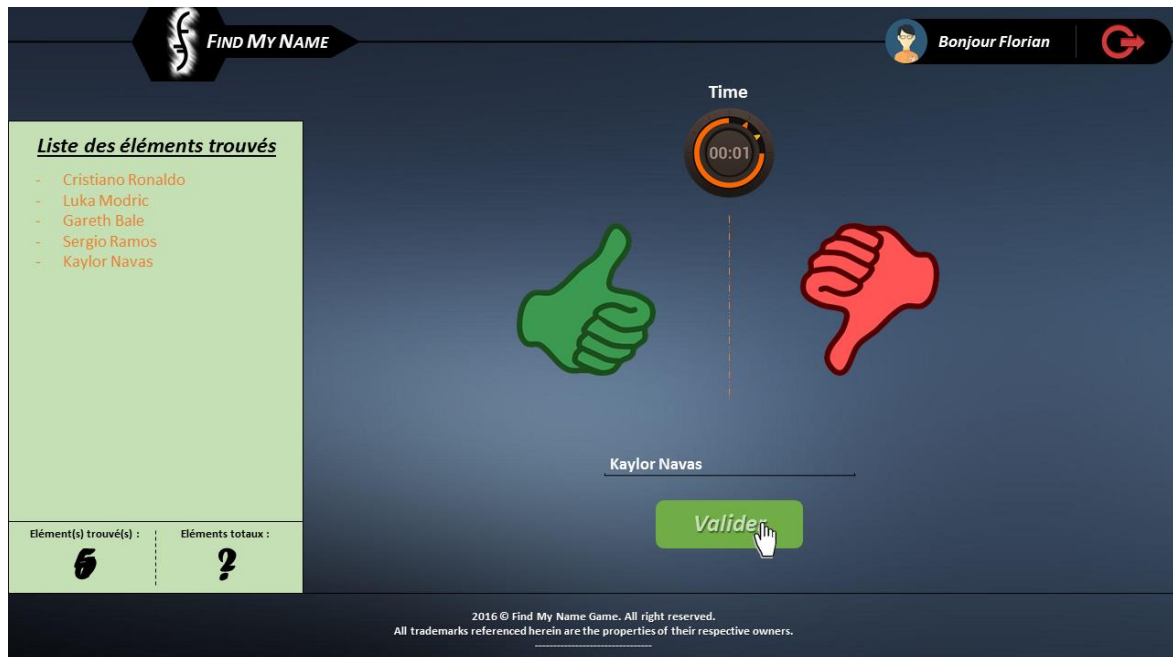 FIND MY NAME
Bonjour Florian
Time
00:01
Liste des éléments trouvés
- Cristiano Ronaldo
- Luka Modric
- Gareth Bale
- Sergio Ramos
- Kaylor Navas
Kaylor Navas
Valider
Elément(s) trouvé(s) :
Eléments totaux :
?
2016 © Find My Name Game. All right reserved.
All trademarks referenced herein are the properties of their respective owners.
--------------------------------